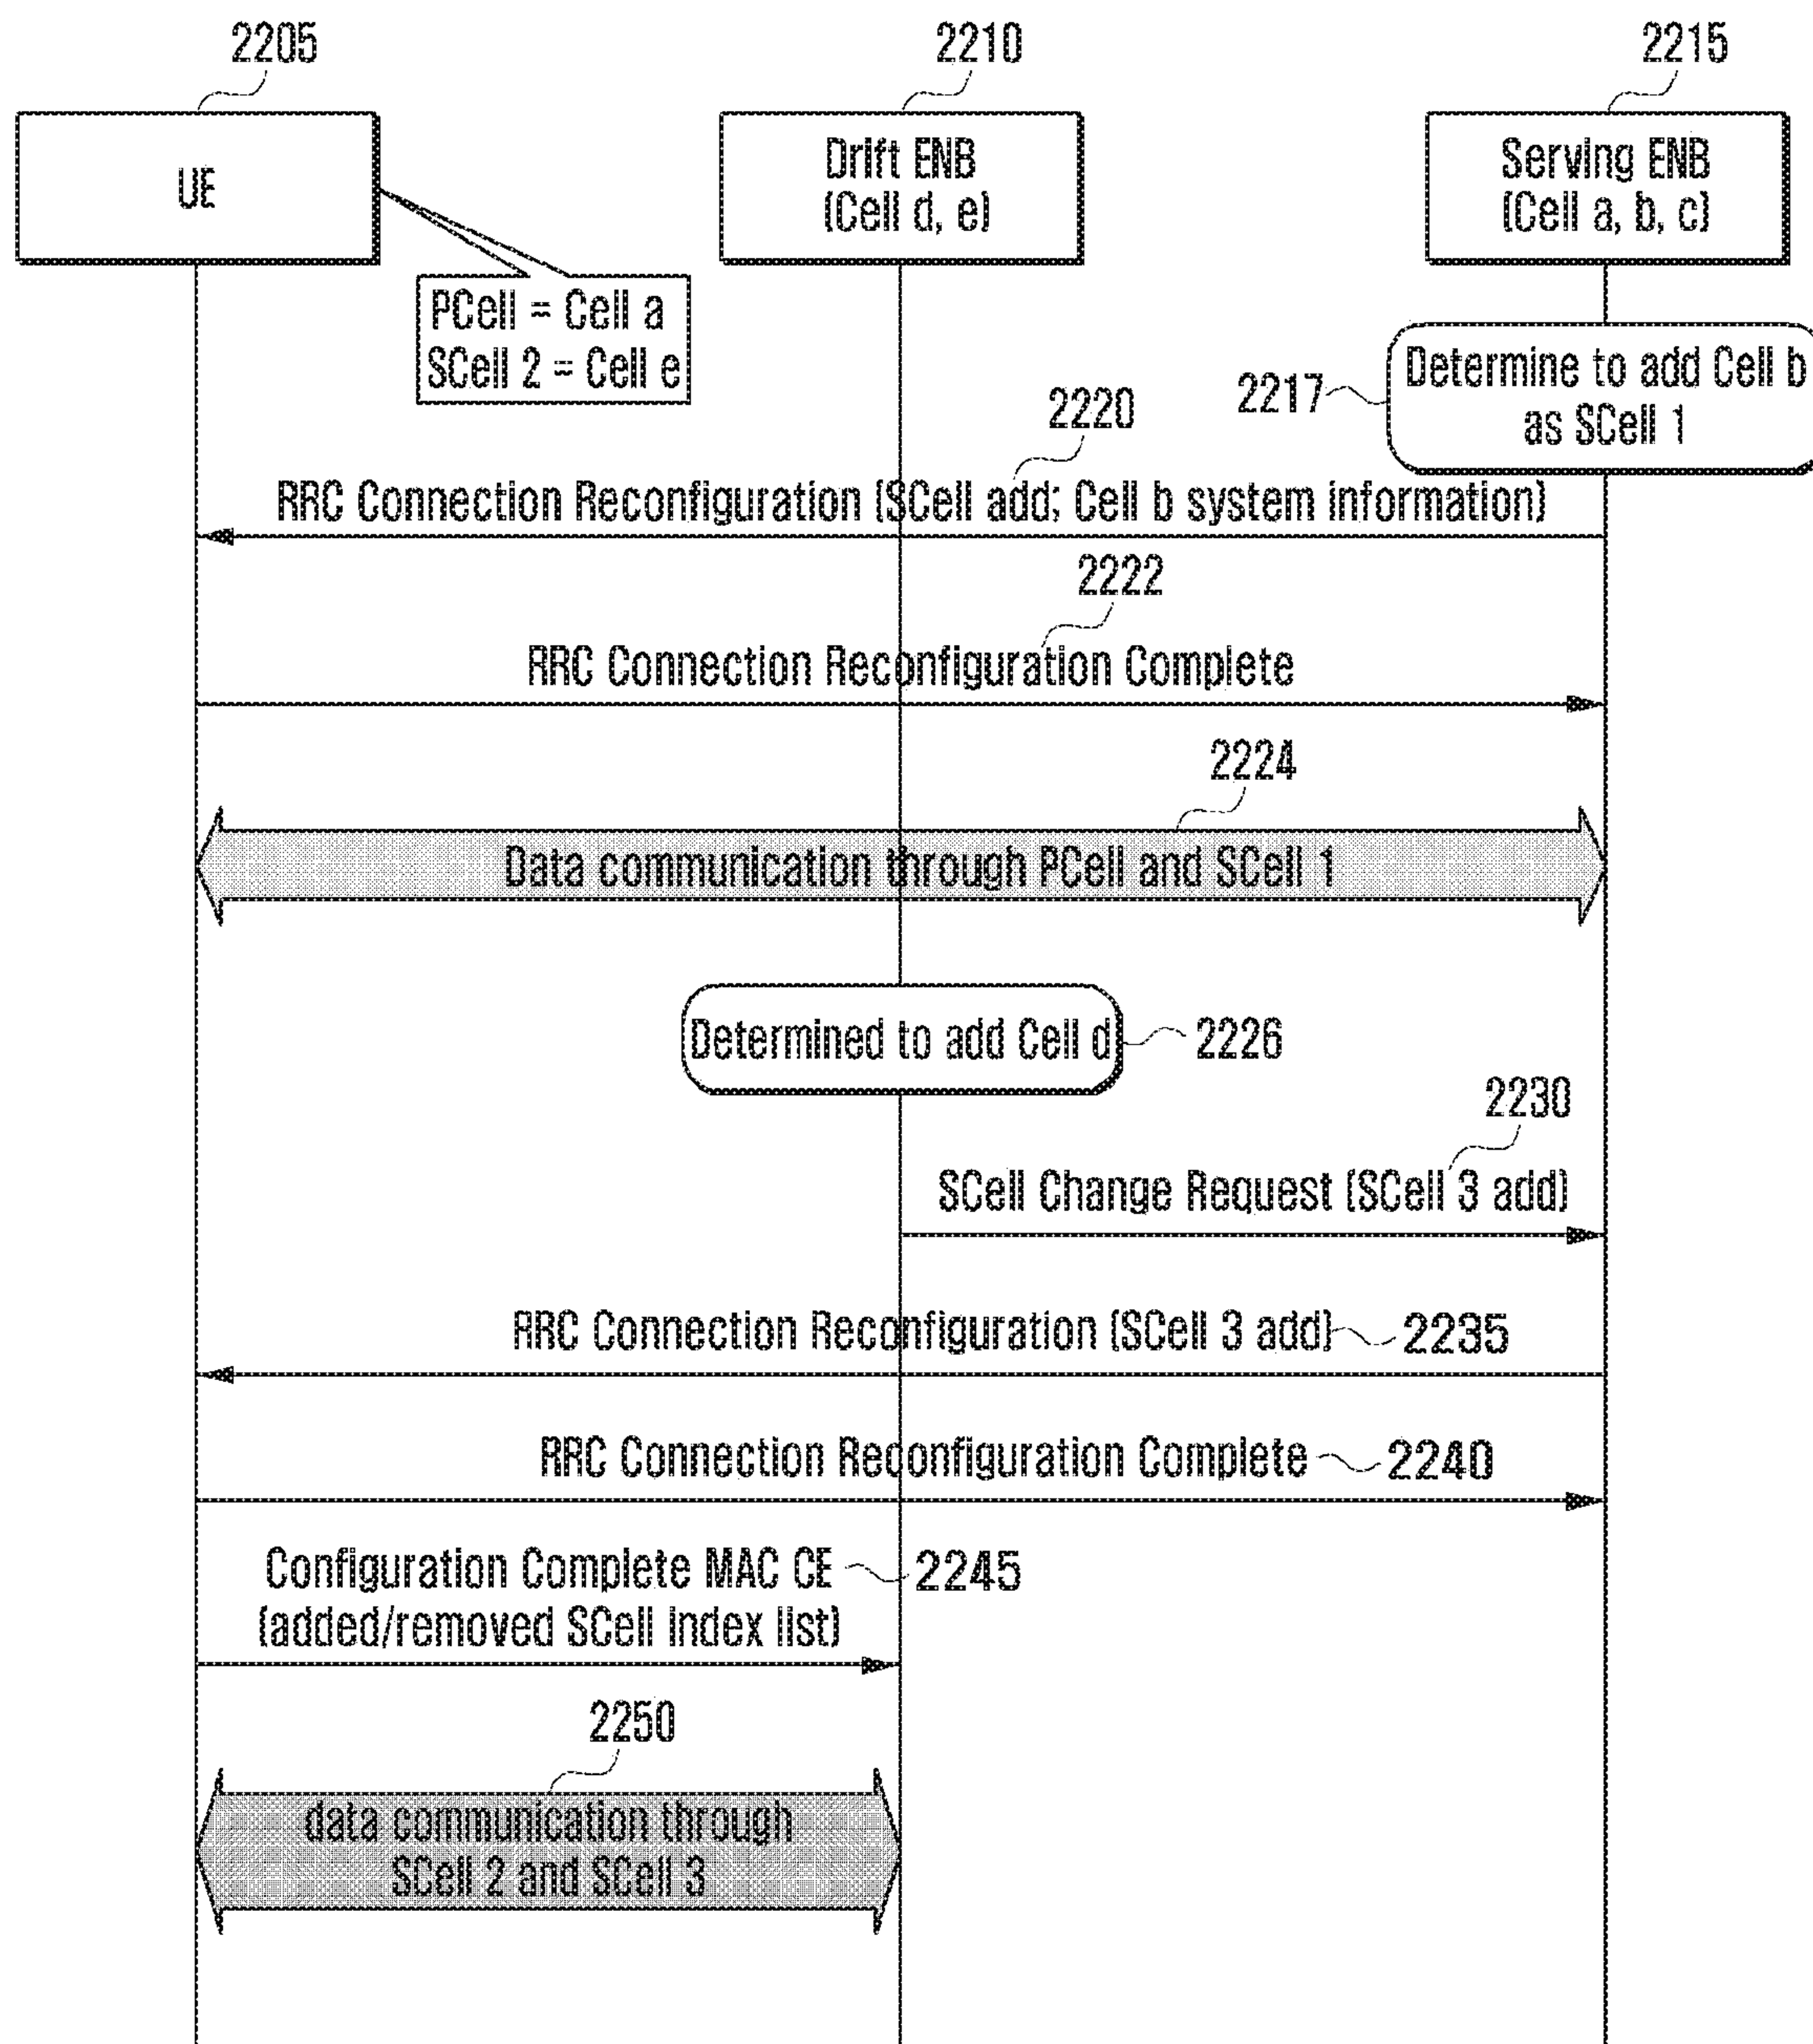 2205
2210
2215
UE
Drift ENB
(Cell d, e)
Serving ENB
(Cell a, b, c)
PCell = Cell a
SCell 2 = Cell e
2217
Determine to add Cell b
as SCell 1
2220
RRC Connection Reconfiguration (SCell add; Cell b system information)
2222
RRC Connection Reconfiguration Complete
2224
Data communication through PCell and SCell 1
Determined to add Cell d
2226
2230
SCell Change Request (SCell 3 add)
RRC Connection Reconfiguration (SCell 3 add)
2235
RRC Connection Reconfiguration Complete
2240
Configuration Complete MAC CE
2245
(added/removed SCell index list)
2250
data communication through
SCell 2 and SCell 3